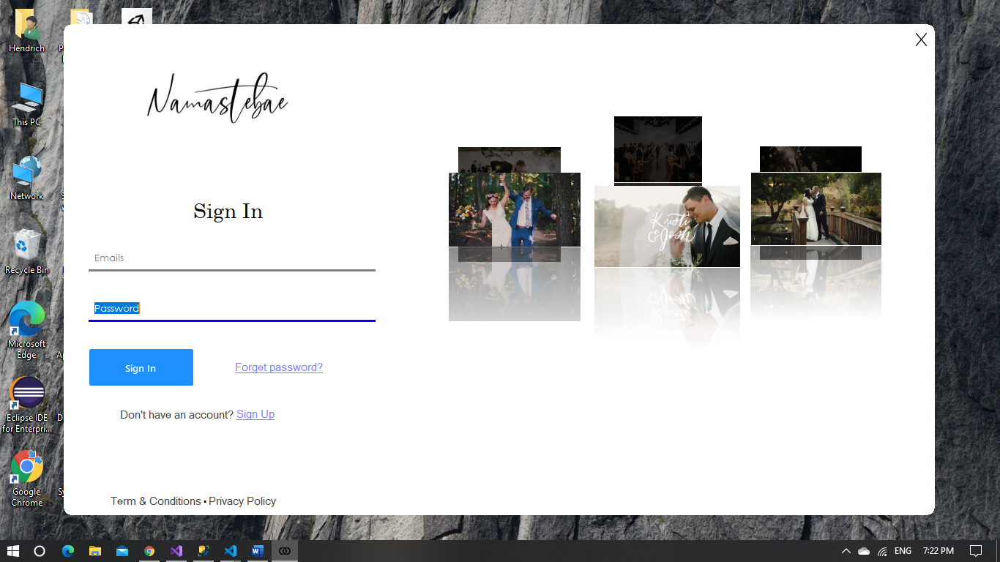 Hendrich
This PC
Network
Recycle Bin
Microsoft
Edge
Eclipse IDE
for Enterpri...
Google
Chrome
Namastebae
Sign In
Emails
Password
Sign In
Forget password?
Don't have an account? Sign Up
Term & Conditions • Privacy Policy
X
Kristi
& Josh
ENG
7:22 PM